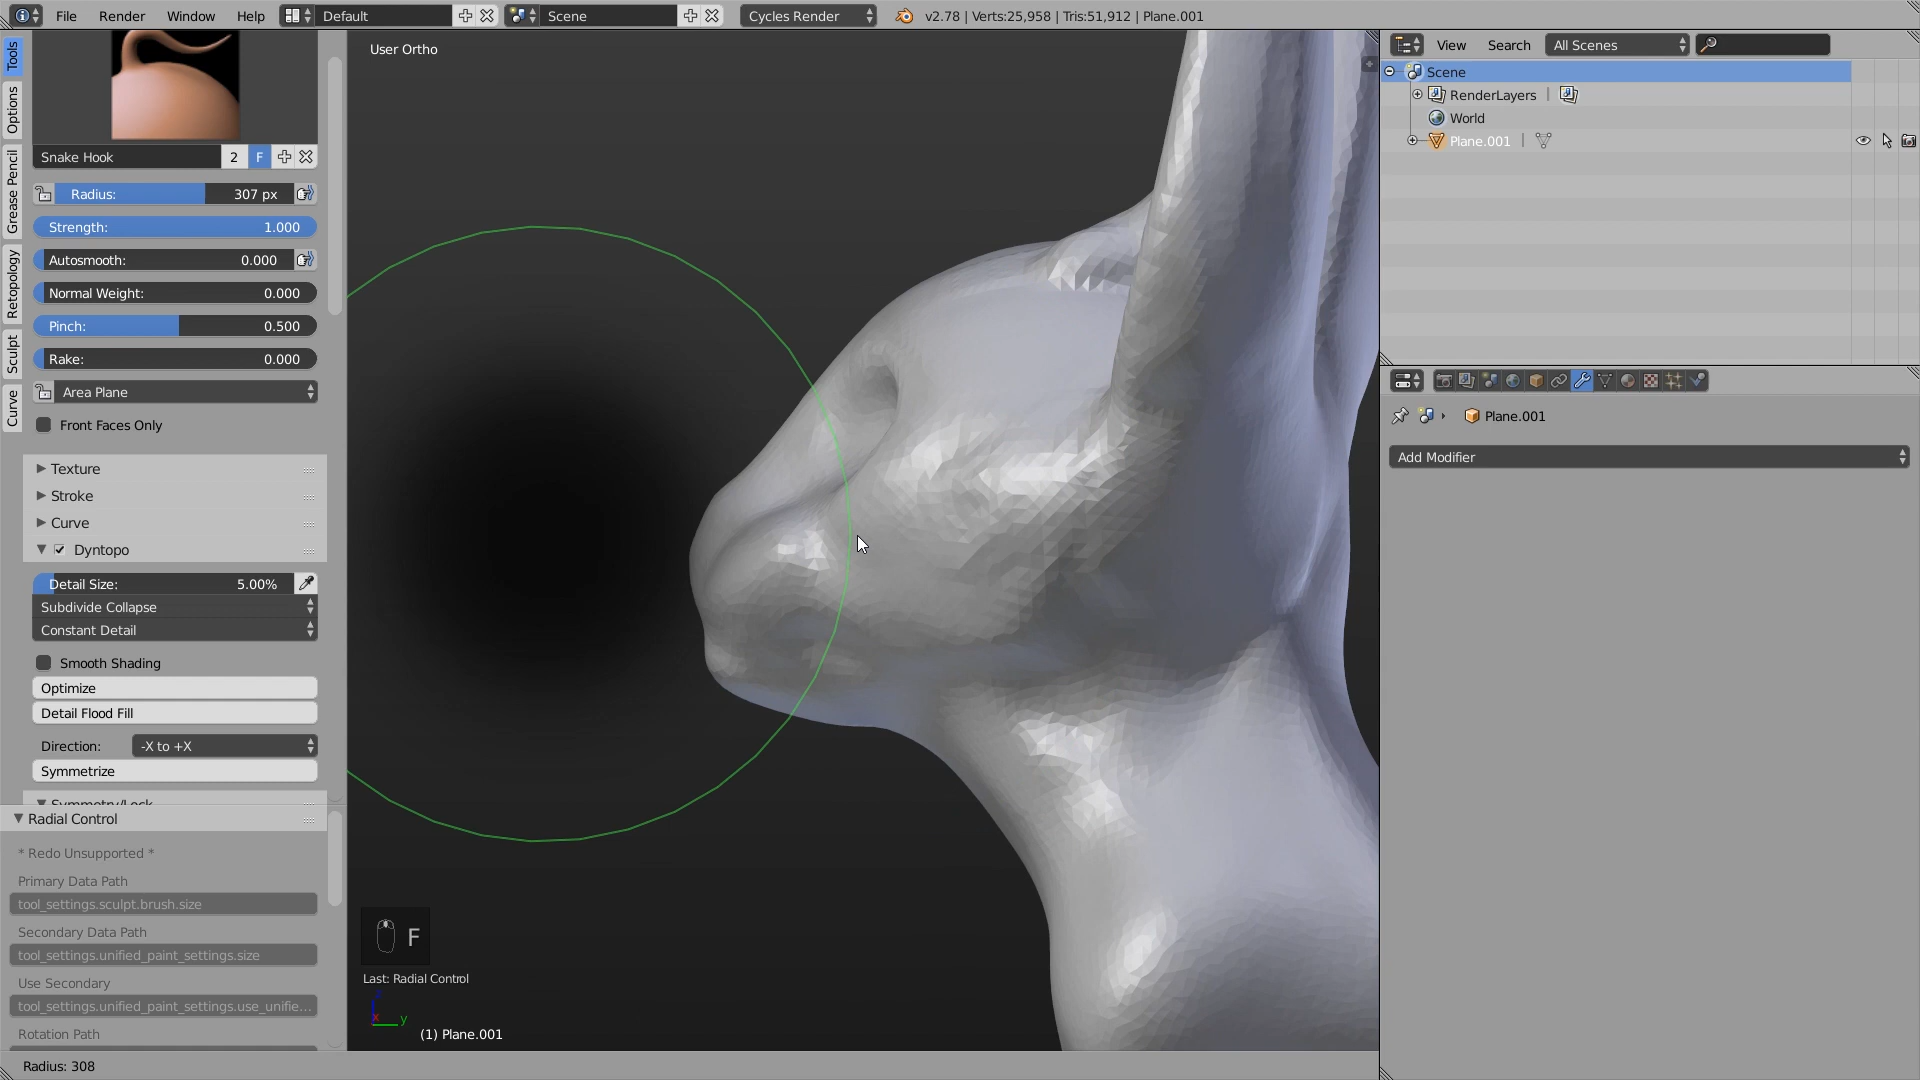 File Render Window Help Default Scene Cycles Render v2.78 | Verts:25,958 | Tris:51,912 | Plane.001
Tools
Options
Grease Pencil
Retopology
Sculpt
Curve
Snake Hook 2 F
Radius: 307 px
Strength: 1.000
Autosmooth: 0.000
Normal Weight: 0.000
Pinch: 0.500
Rake: 0.000
Area Plane
Front Faces Only
Texture
Stroke
Curve
Dyntopo
Detail Size: 5.00%
Subdivide Collapse
Constant Detail
Smooth Shading
Optimize
Detail Flood Fill
Direction: -X to +X
Symmetrize
Symmetry/Lock
Radial Control
* Redo Unsupported *
Primary Data Path
tool_settings.sculpt.brush.size
Secondary Data Path
tool_settings.unified_paint_settings.size
Use Secondary
tool_settings.unified_paint_settings.use_unifie...
Rotation Path
Radius: 308
User Ortho
F
Last: Radial Control
x y
(1) Plane.001
View Search All Scenes
Scene
RenderLayers |
World
Plane.001 |
Plane.001
Add Modifier